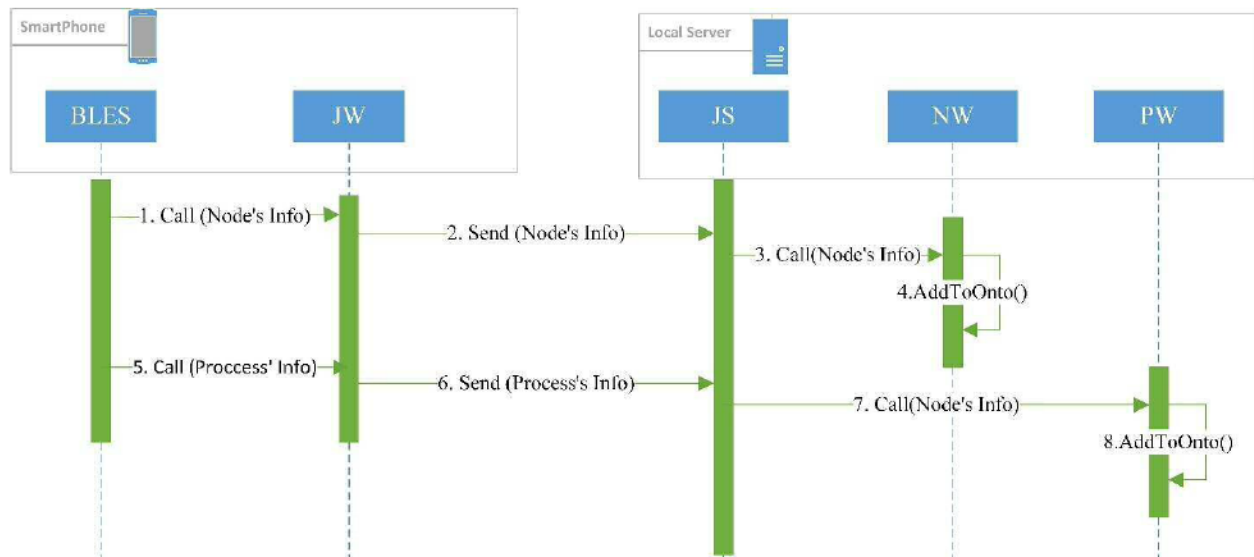 SmartPhone
Local Server
BLES
JW
JS
NW
PW
1. Call (Node's Info)
2. Send (Node's Info)
3. Call(Node's Info)
4.AddToOnto()
5. Call (Proccess' Info)
6. Send (Process's Info)
7. Call(Node's Info)
8.AddToOnto()